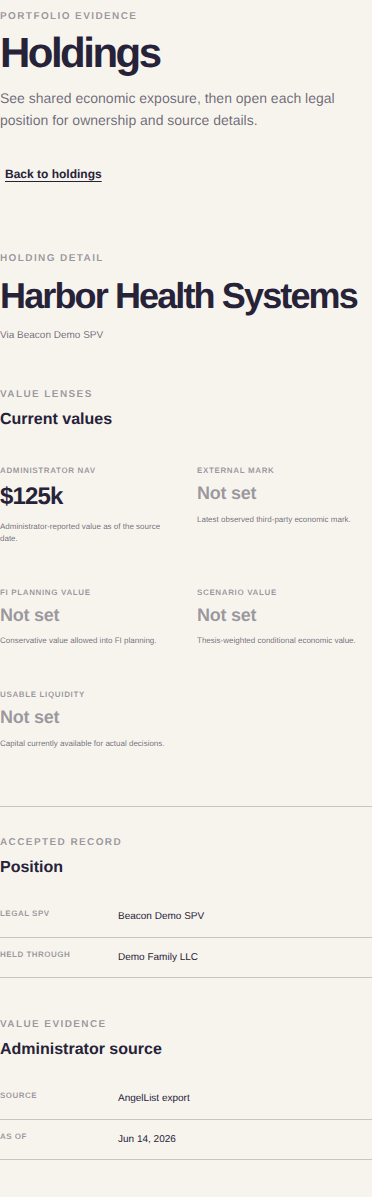 PORTFOLIO EVIDENCE
Holdings
See shared economic exposure, then open each legal
position for ownership and source details.
Back to holdings
HOLDING DETAIL
Harbor Health Systems
Via Beacon Demo SPV
VALUE LENSES
Current values
ADMINISTRATOR NAV
$125k
Administrator-reported value as of the source
date.
EXTERNAL MARK
Not set
Latest observed third-party economic mark.
FI PLANNING VALUE
Not set
Conservative value allowed into FI planning.
SCENARIO VALUE
Not set
Thesis-weighted conditional economic value.
USABLE LIQUIDITY
Not set
Capital currently available for actual decisions.
ACCEPTED RECORD
Position
LEGAL SPV
Beacon Demo SPV
HELD THROUGH
Demo Family LLC
VALUE EVIDENCE
Administrator source
SOURCE
AngelList export
AS OF
Jun 14, 2026